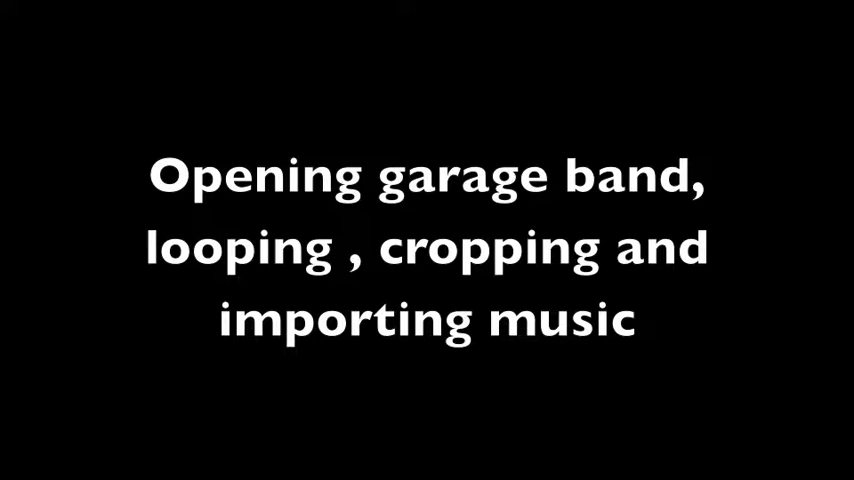 Opening garage band,
looping , cropping and
importing music